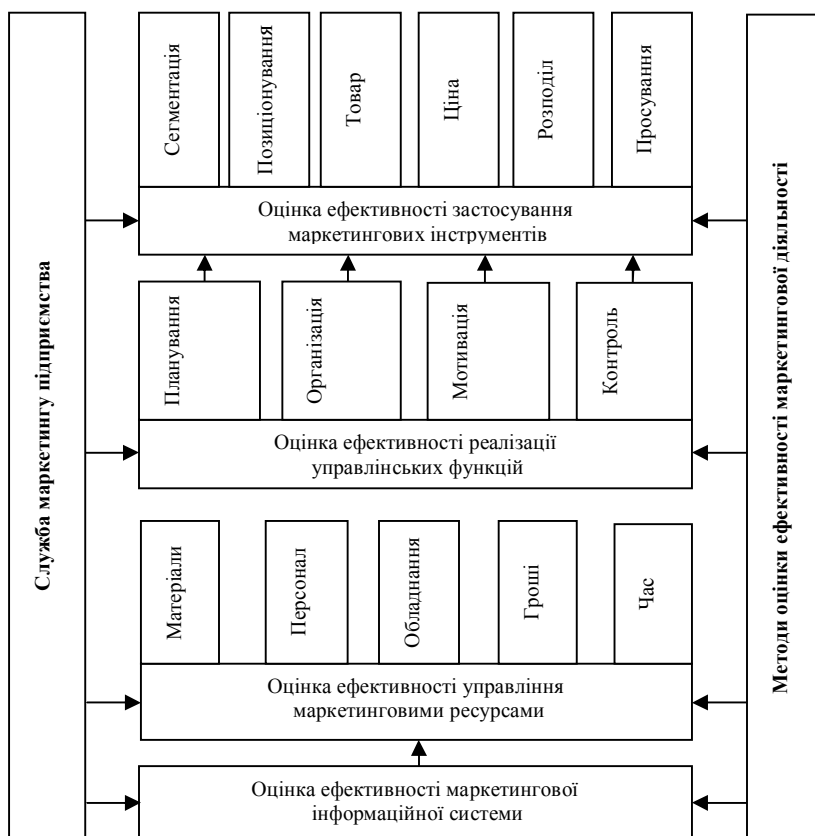 Служба маркетингу підприємства
Сегментація
Позиціонування
Товар
Ціна
Розподіл
Просування
Оцінка ефективності застосування
маркетингових інструментів
Планування
Організація
Мотивація
Контроль
Оцінка ефективності реалізації
управлінських функцій
Матеріали
Персонал
Обладнання
Гроші
Час
Оцінка ефективності управління
маркетинговими ресурсами
Оцінка ефективності маркетингової
інформаційної системи
Методи оцінки ефективності маркетингової діяльності